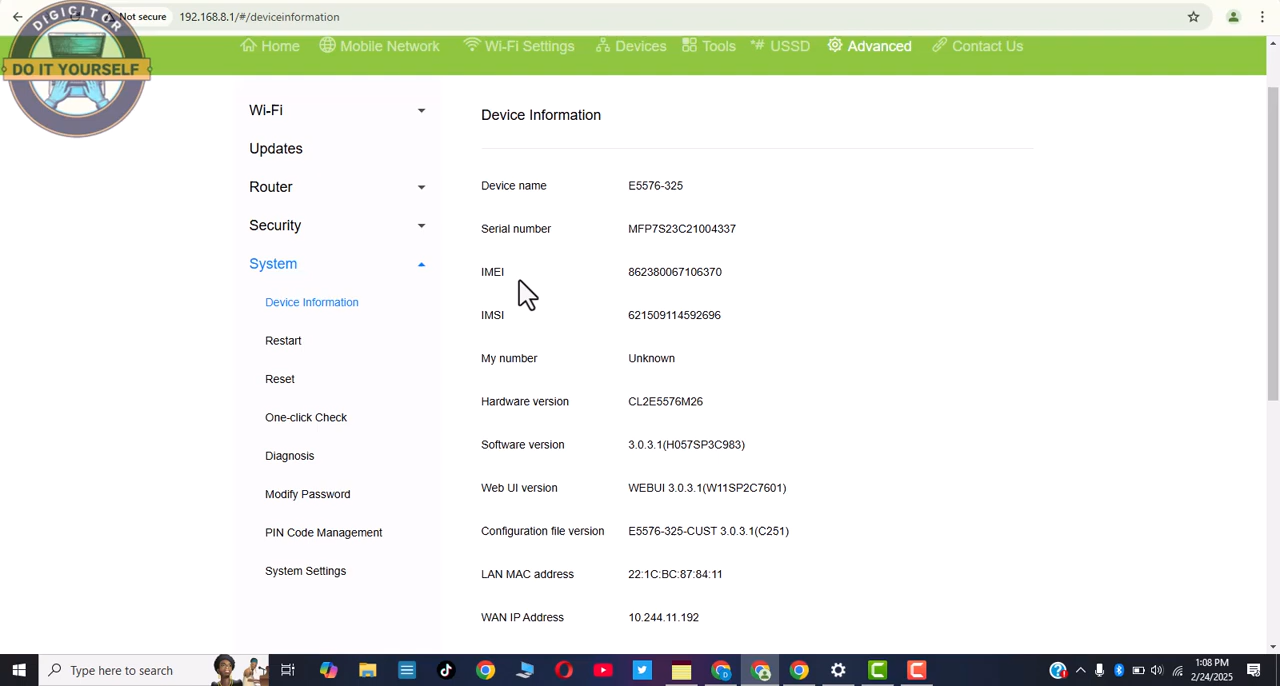 Not secure 192.168.8.1/#/deviceinformation
DIGICITOR
DO IT YOURSELF
Home Mobile Network Wi-Fi Settings Devices Tools *# USSD Advanced Contact Us
Wi-Fi
Updates
Router
Security
System
Device Information
Restart
Reset
One-click Check
Diagnosis
Modify Password
PIN Code Management
System Settings
Device Information
Device name E5576-325
Serial number MFP7S23C21004337
IMEI 862380067106370
IMSI 621509114592696
My number Unknown
Hardware version CL2E5576M26
Software version 3.0.3.1(H057SP3C983)
Web UI version WEBUI 3.0.3.1(W11SP2C7601)
Configuration file version E5576-325-CUST 3.0.3.1(C251)
LAN MAC address 22:1C:BC:87:84:11
WAN IP Address 10.244.11.192
Type here to search
1:08 PM
2/24/2025